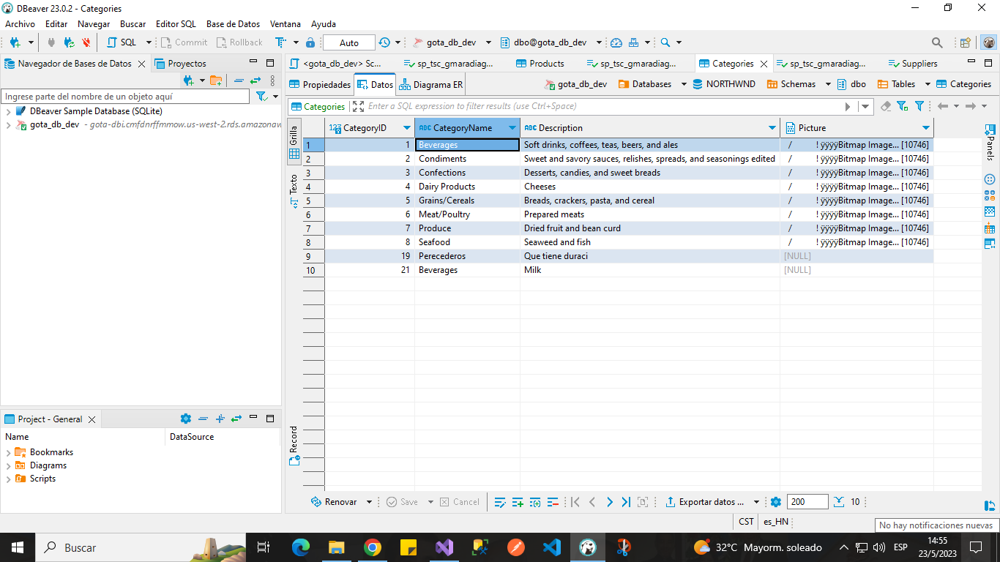 DBeaver 23.0.2 - Categories
Archivo Editar Navegar Buscar Editor SQL Base de Datos Ventana Ayuda
SQL Commit Rollback Auto gota_db_dev dbo@gota_db_dev
Navegador de Bases de Datos Proyectos
<gota_db_dev> Sc... sp_tsc_gmaradiag... Products sp_tsc_gmaradiag... Categories sp_tsc_gmaradiag... Suppliers
Propiedades Datos Diagrama ER gota_db_dev Databases NORTHWND Schemas dbo Tables Categories
Ingrese parte del nombre de un objeto aquí
DBeaver Sample Database (SQLite)
gota_db_dev - gota-dbi.cmfdnrffmmow.us-west-2.rds.amazonaw
Categories Enter a SQL expression to filter results (use Ctrl+Space)
Grilla
Texto
Record
Panels
123 CategoryID ABC CategoryName ABC Description Picture
1 1 Beverages Soft drinks, coffees, teas, beers, and ales / ! ÿÿÿÿBitmap Image... [10746]
2 2 Condiments Sweet and savory sauces, relishes, spreads, and seasonings edited / ! ÿÿÿÿBitmap Image... [10746]
3 3 Confections Desserts, candies, and sweet breads / ! ÿÿÿÿBitmap Image... [10746]
4 4 Dairy Products Cheeses / ! ÿÿÿÿBitmap Image... [10746]
5 5 Grains/Cereals Breads, crackers, pasta, and cereal / ! ÿÿÿÿBitmap Image... [10746]
6 6 Meat/Poultry Prepared meats / ! ÿÿÿÿBitmap Image... [10746]
7 7 Produce Dried fruit and bean curd / ! ÿÿÿÿBitmap Image... [10746]
8 8 Seafood Seaweed and fish / ! ÿÿÿÿBitmap Image... [10746]
9 19 Perecederos Que tiene duraci [NULL]
10 21 Beverages Milk [NULL]
Project - General
Name DataSource
Bookmarks
Diagrams
Scripts
Renovar Save Cancel Exportar datos ... 200 10
CST es_HN
No hay notificaciones nuevas
Buscar 32°C Mayorm. soleado ESP 14:55
23/5/2023